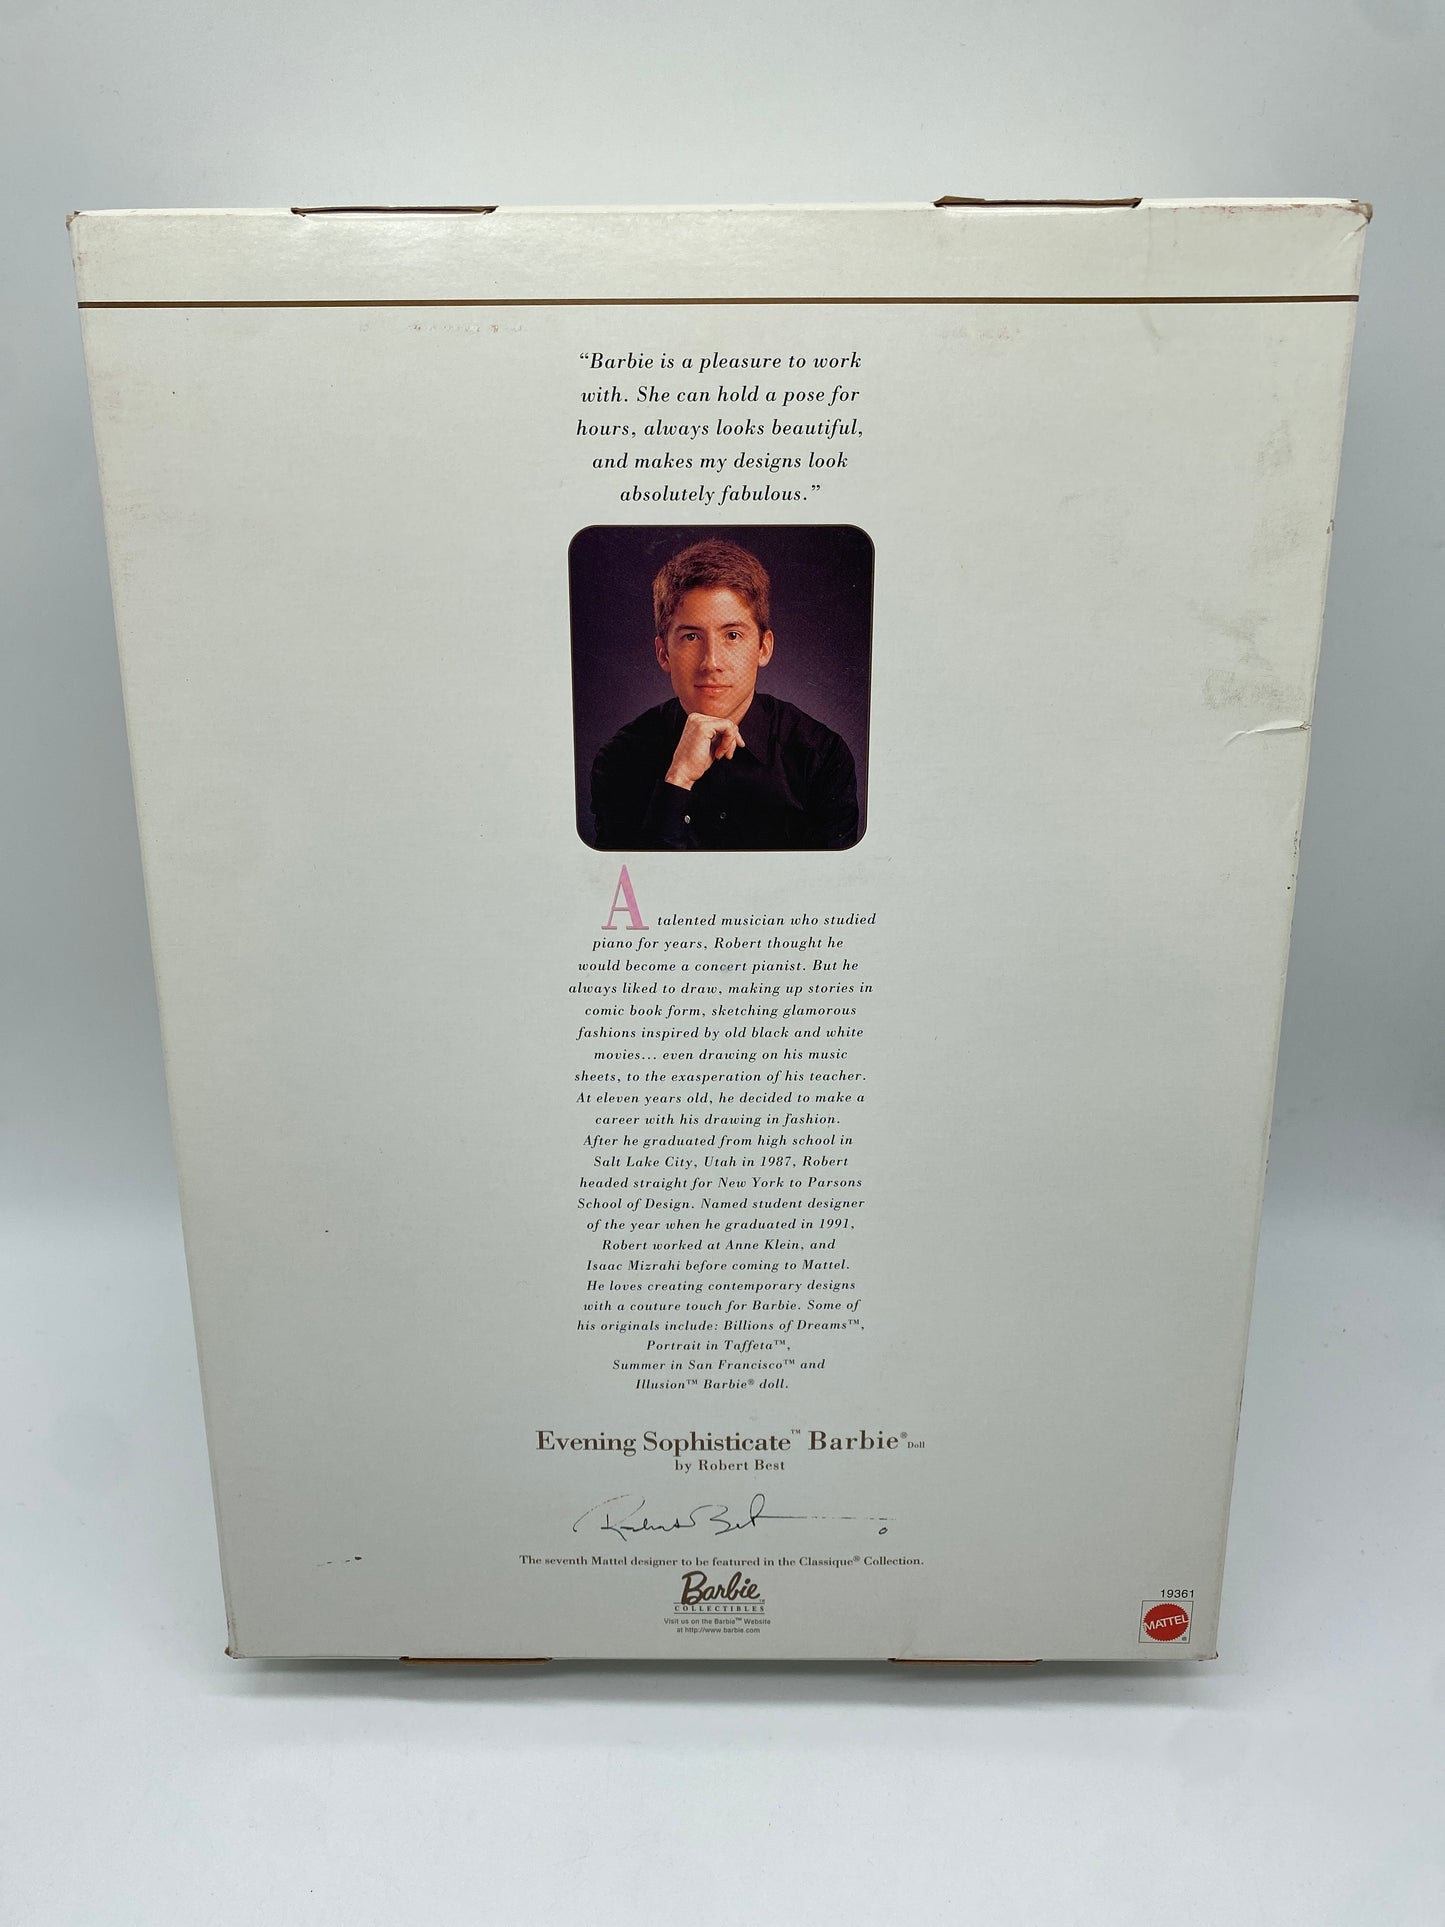 “Barbie is a pleasure to work
with. She can hold a pose for
hours, always looks beautiful,
and makes my designs look
absolutely fabulous.”
A talented musician who studied
piano for years, Robert thought he
would become a concert pianist. But he
always liked to draw, making up stories in
comic book form, sketching glamorous
fashions inspired by old black and white
movies... even drawing on his music
sheets, to the exasperation of his teacher.
At eleven years old, he decided to make a
career with his drawing in fashion.
After he graduated from high school in
Salt Lake City, Utah in 1987, Robert
headed straight for New York to Parsons
School of Design. Named student designer
of the year when he graduated in 1991,
Robert worked at Anne Klein, and
Isaac Mizrahi before coming to Mattel.
He loves creating contemporary designs
with a couture touch for Barbie. Some of
his originals include: Billions of Dreams™,
Portrait in Taffeta™,
Summer in San Francisco™ and
Illusion™ Barbie® doll.
Evening Sophisticate™ Barbie® Doll
by Robert Best
Robert Best
The seventh Mattel designer to be featured in the Classique® Collection.
Barbie™
COLLECTIBLES
Visit us on the Barbie™ Website
at http://www.barbie.com
19361
MATTEL®